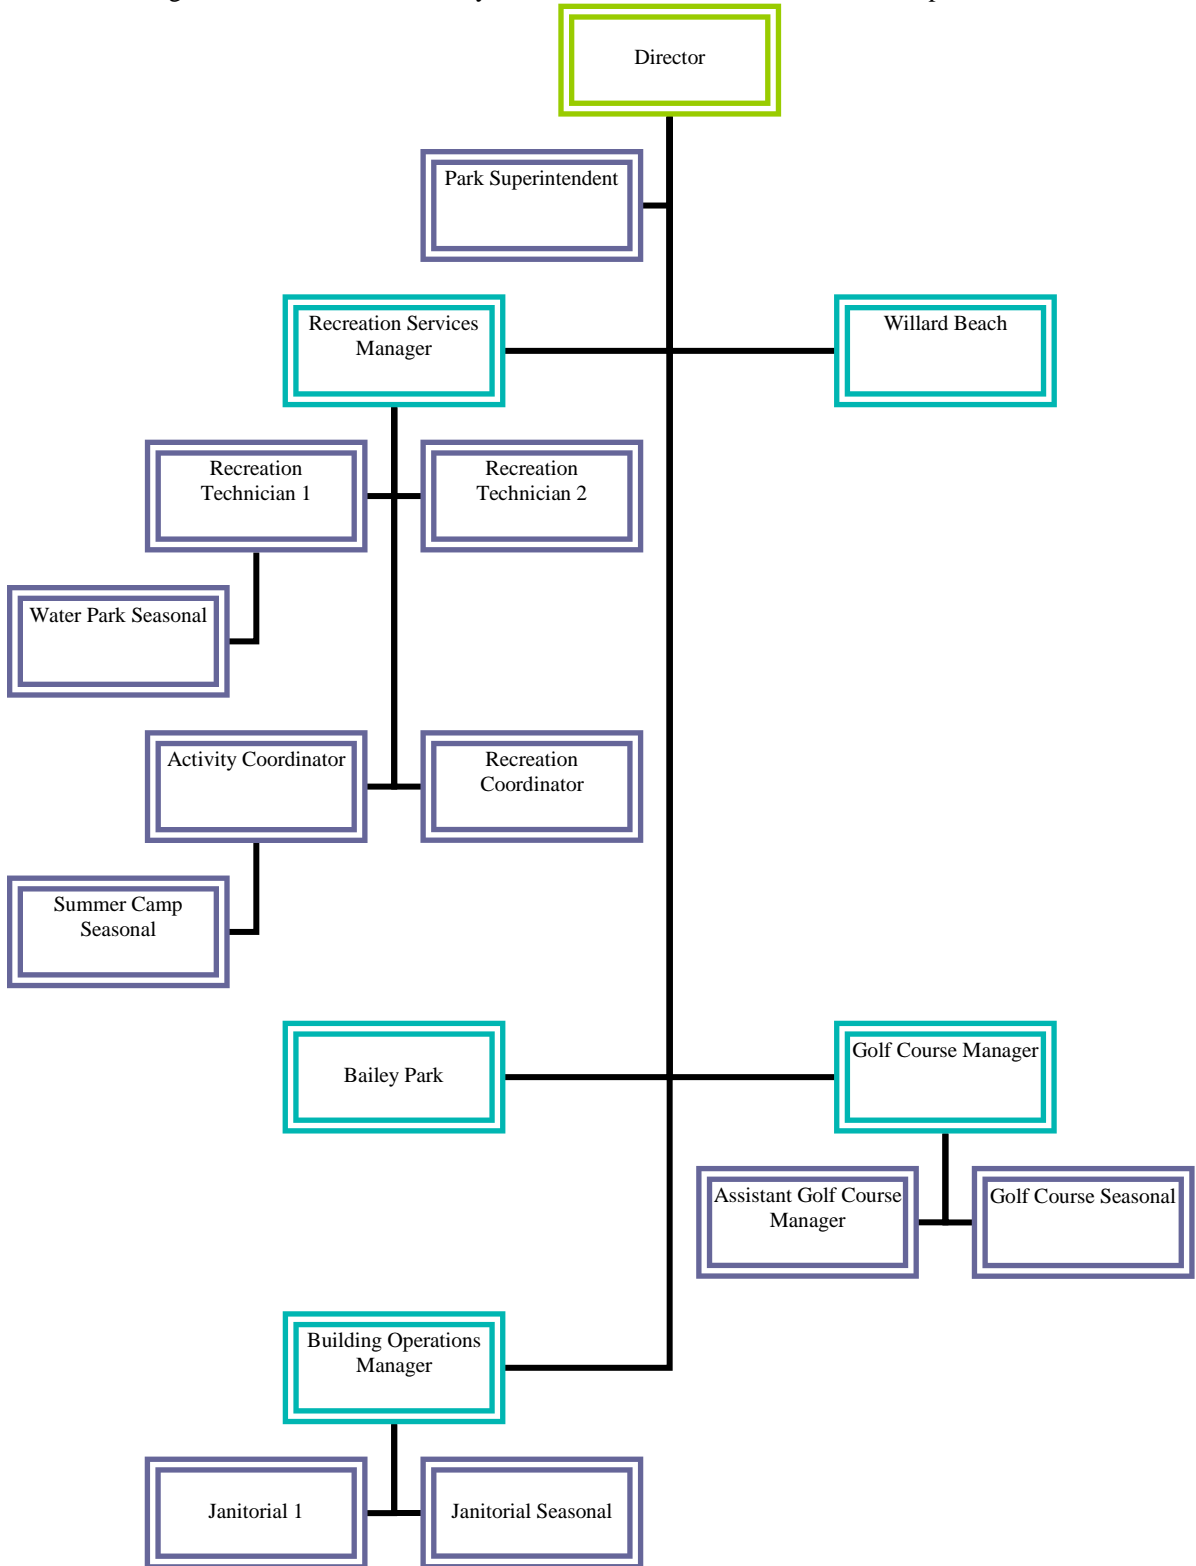 Director
Park Superintendent
Recreation Services
Manager
Willard Beach
Recreation
Technician 1
Recreation
Technician 2
Water Park Seasonal
Activity Coordinator
Recreation
Coordinator
Summer Camp
Seasonal
Bailey Park
Golf Course Manager
Assistant Golf Course
Manager
Golf Course Seasonal
Building Operations
Manager
Janitorial 1
Janitorial Seasonal